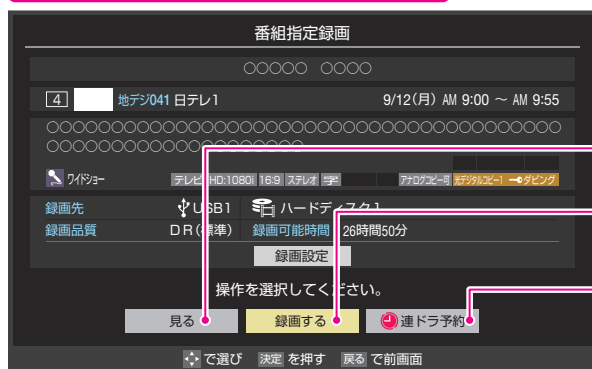 番組指定録画
○○○○○ ○○○○
4 地デジ041 日テレ1 9/12(月) AM 9:00 ～ AM 9:55
○○○○○○○○○○○○○○○○○○○○○○○○○○○○○○○○○○○○○○○○
○○○○○○○○○○○○○○○○○○○○
ワイドショー テレビ HD:1080i 16:9 ステレオ 字 アナログコピー可 光デジタルコピー1 ダビング
録画先 USB1 ハードディスク1
録画品質 DR(標準) 録画可能時間 26時間50分
録画設定
操作を選択してください。
見る 録画する 連ドラ予約
で選び 決定 を押す 戻る で前画面